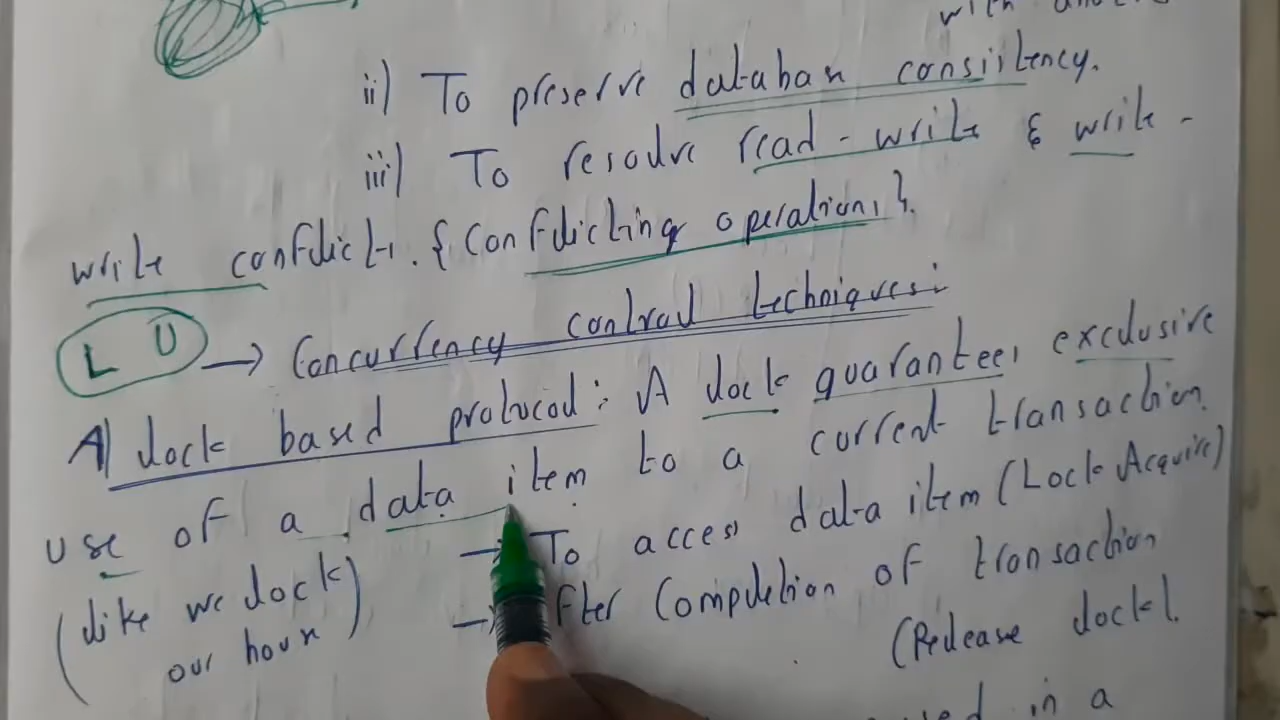 with
ii) To preserve database consistency.
iii) To resolve read - write & write -
write conflicts. {Conflicting operations}.
L U → Concurrency control techniques:
A) Lock based protocol: A lock guarantees exclusive
use of a data item to a current transaction.
→ To access data item (Lock Acquire)
(like we lock our house)
→ After Completion of transaction
(Release lock).
in a